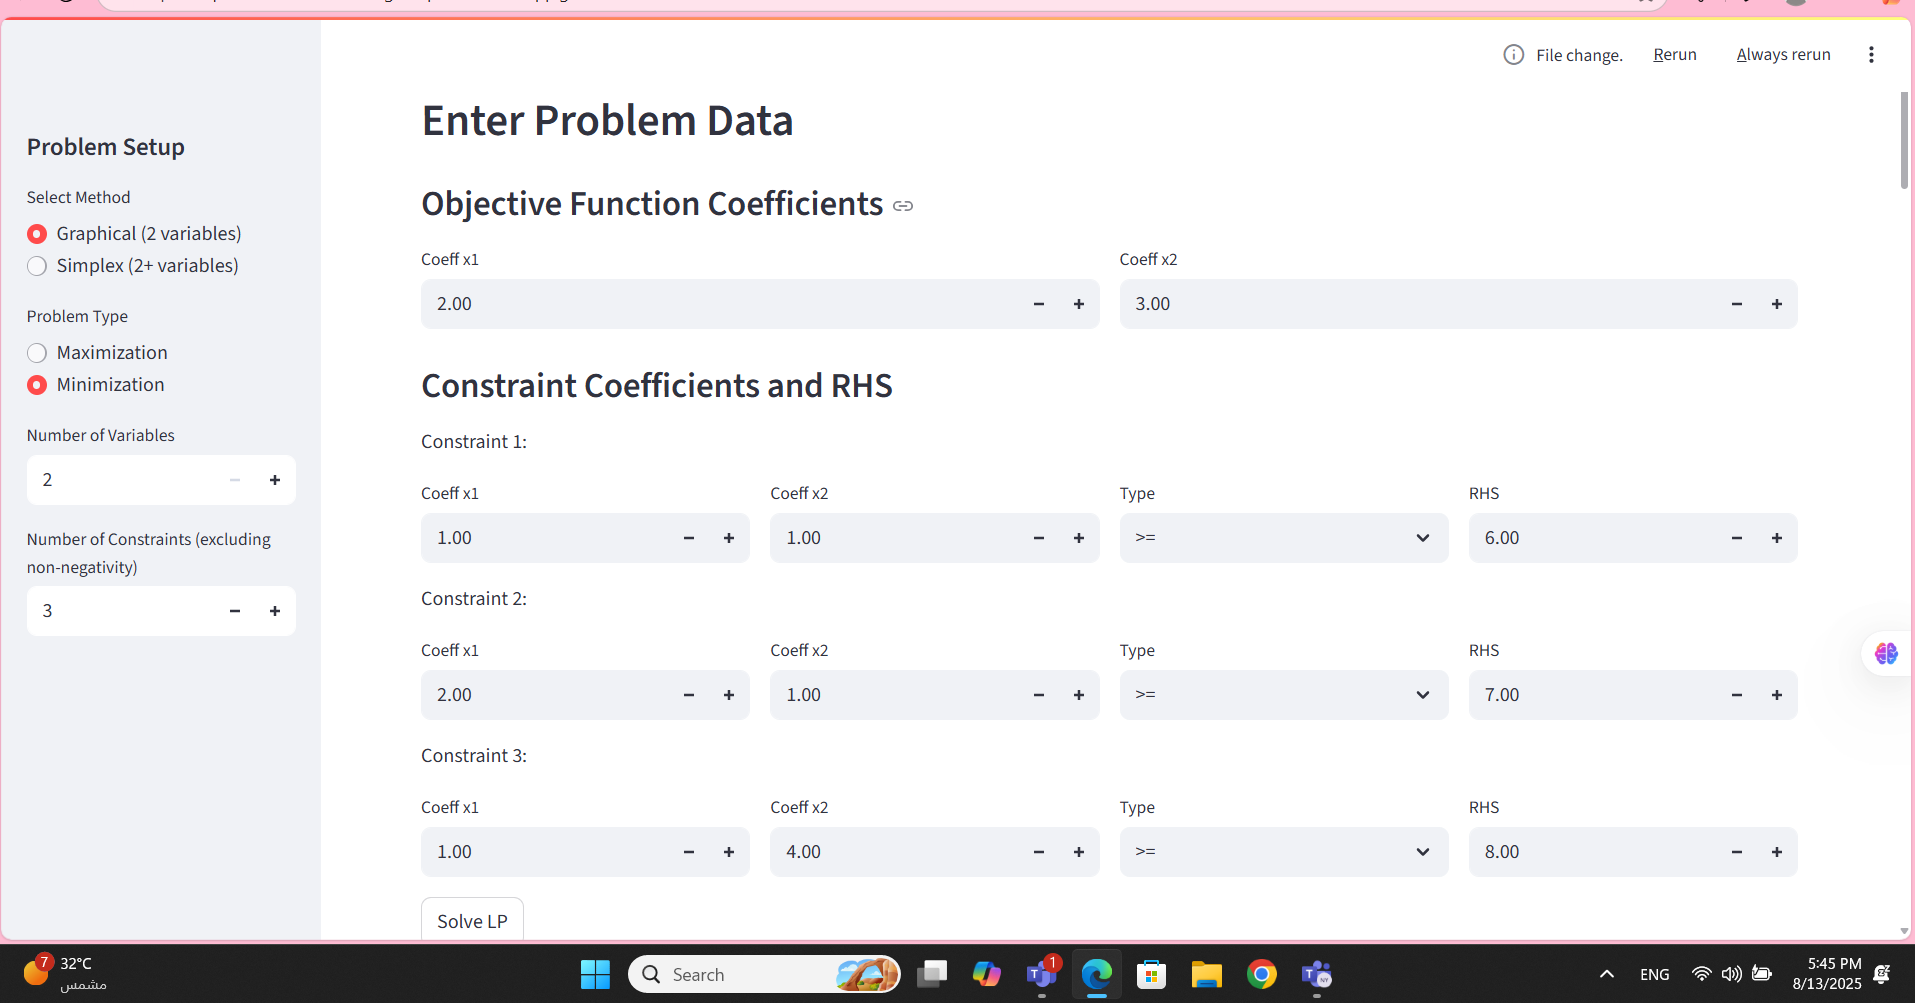 File change.
Rerun
Always rerun
Problem Setup
Select Method
Graphical (2 variables)
Simplex (2+ variables)
Problem Type
Maximization
Minimization
Number of Variables
2
Number of Constraints (excluding
non-negativity)
3
Enter Problem Data
Objective Function Coefficients
Coeff x1
Coeff x2
2.00
3.00
Constraint Coefficients and RHS
Constraint 1:
Coeff x1
Coeff x2
Type
RHS
1.00
1.00
>=
6.00
Constraint 2:
Coeff x1
Coeff x2
Type
RHS
2.00
1.00
>=
7.00
Constraint 3:
Coeff x1
Coeff x2
Type
RHS
1.00
4.00
>=
8.00
Solve LP
7
32°C
مشمس
Search
1
ENG
5:45 PM
8/13/2025